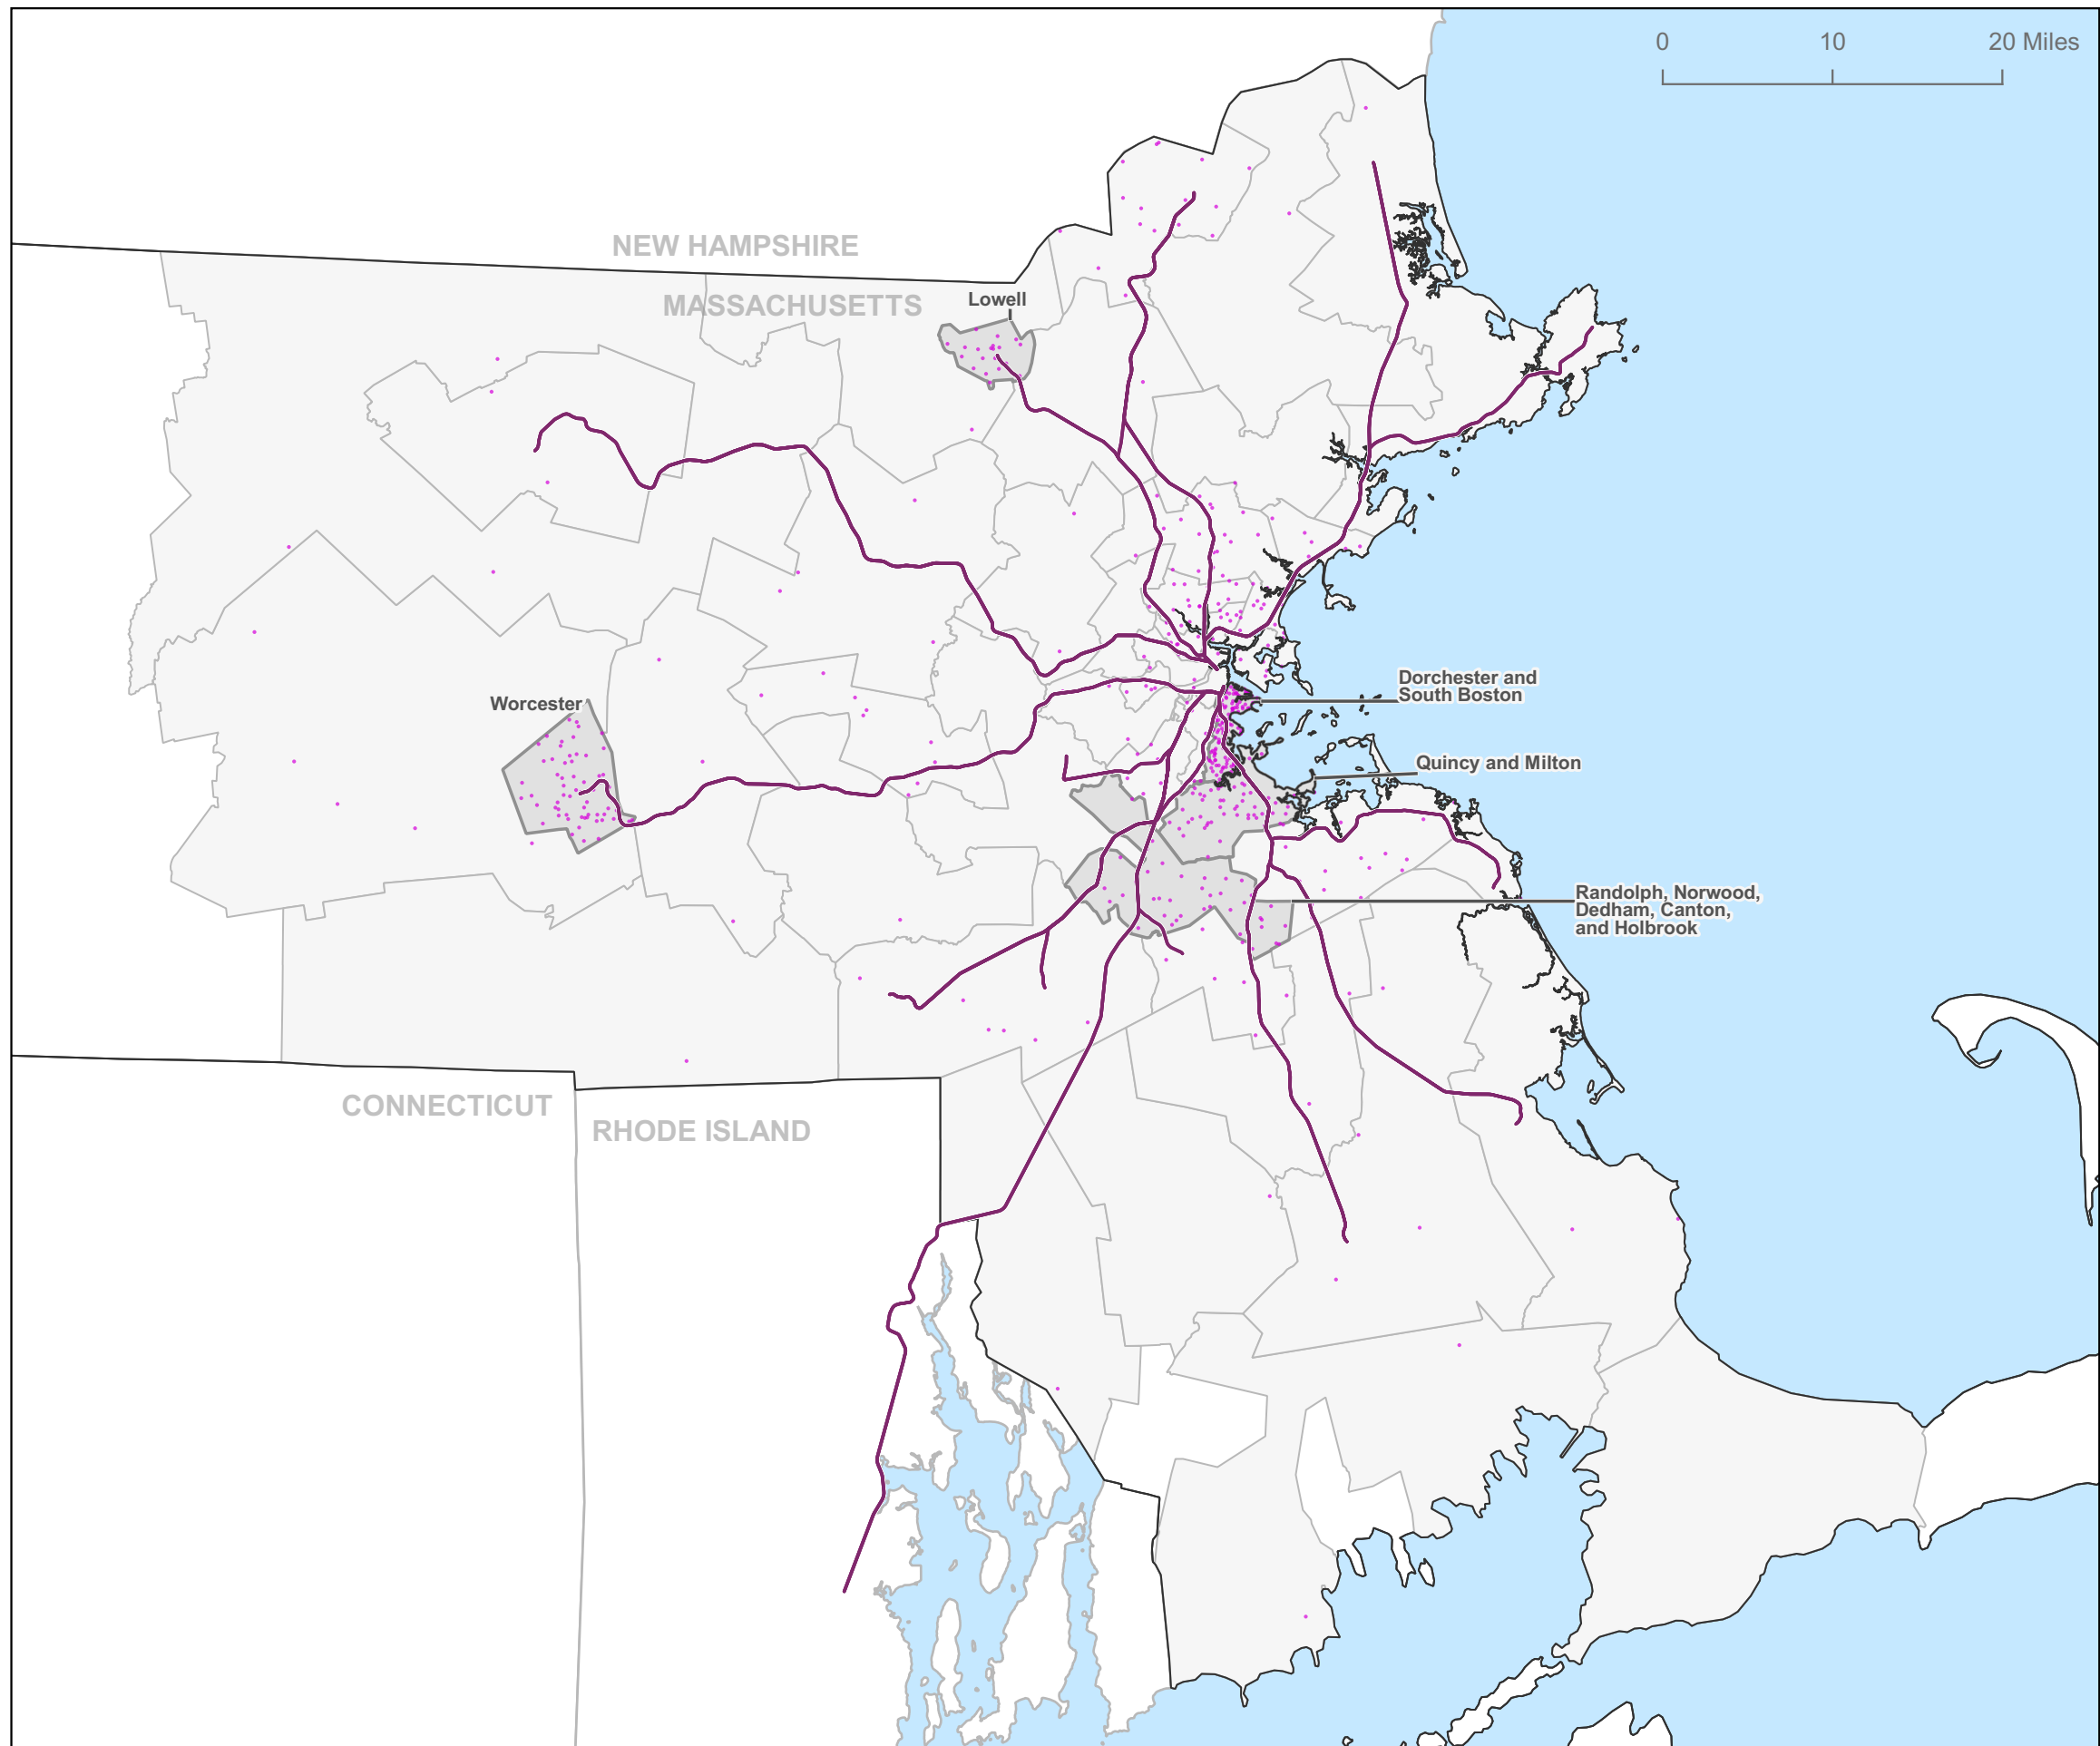 0 10 20 Miles
NEW HAMPSHIRE
MASSACHUSETTS
Lowell
Dorchester and
South Boston
Worcester
Quincy and Milton
Randolph, Norwood,
Dedham, Canton,
and Holbrook
CONNECTICUT
RHODE ISLAND